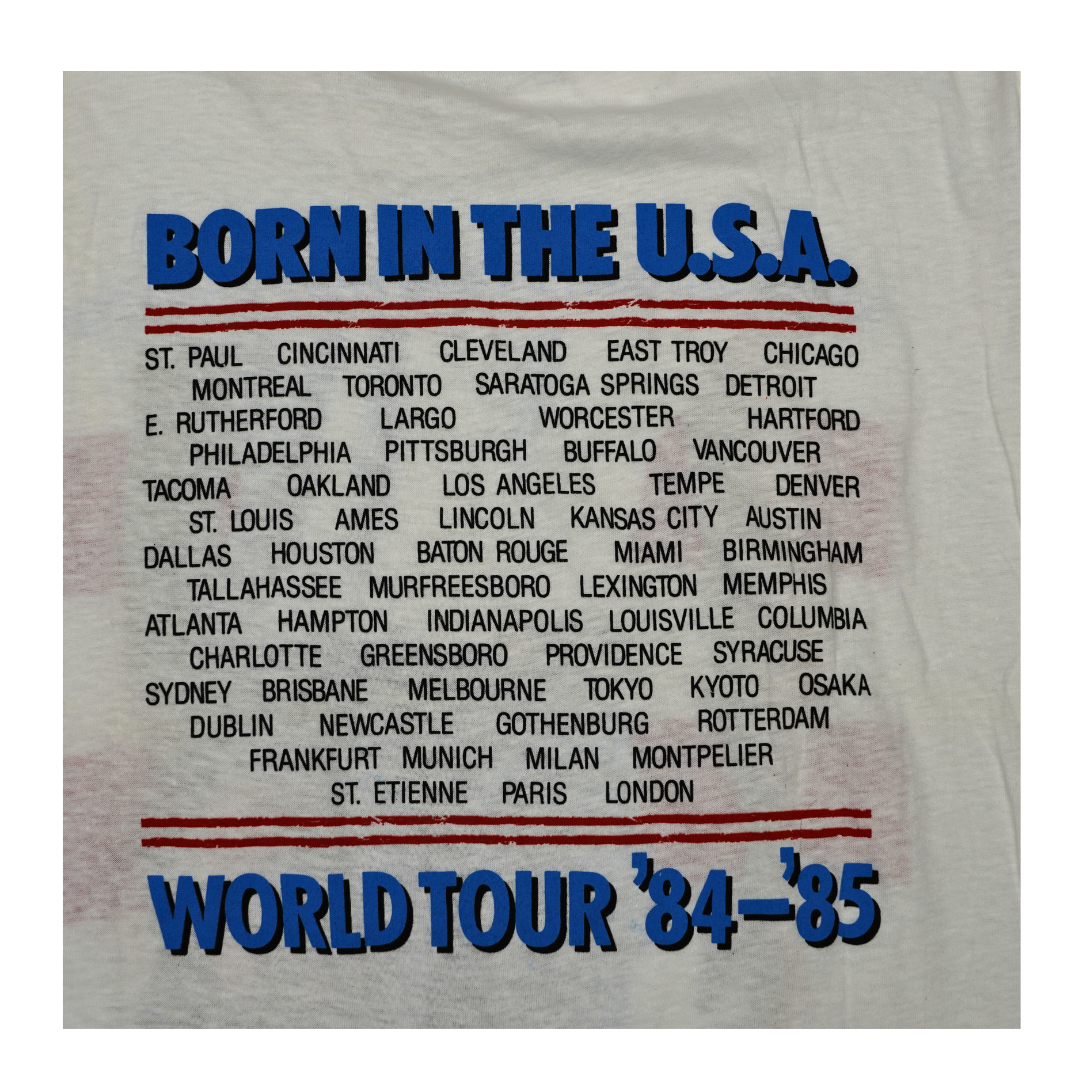 BORN IN THE U.S.A.
ST. PAUL CINCINNATI CLEVELAND EAST TROY CHICAGO
MONTREAL TORONTO SARATOGA SPRINGS DETROIT
E. RUTHERFORD LARGO WORCESTER HARTFORD
PHILADELPHIA PITTSBURGH BUFFALO VANCOUVER
TACOMA OAKLAND LOS ANGELES TEMPE DENVER
ST. LOUIS AMES LINCOLN KANSAS CITY AUSTIN
DALLAS HOUSTON BATON ROUGE MIAMI BIRMINGHAM
TALLAHASSEE MURFREESBORO LEXINGTON MEMPHIS
ATLANTA HAMPTON INDIANAPOLIS LOUISVILLE COLUMBIA
CHARLOTTE GREENSBORO PROVIDENCE SYRACUSE
SYDNEY BRISBANE MELBOURNE TOKYO KYOTO OSAKA
DUBLIN NEWCASTLE GOTHENBURG ROTTERDAM
FRANKFURT MUNICH MILAN MONTPELIER
ST. ETIENNE PARIS LONDON
WORLD TOUR '84–'85